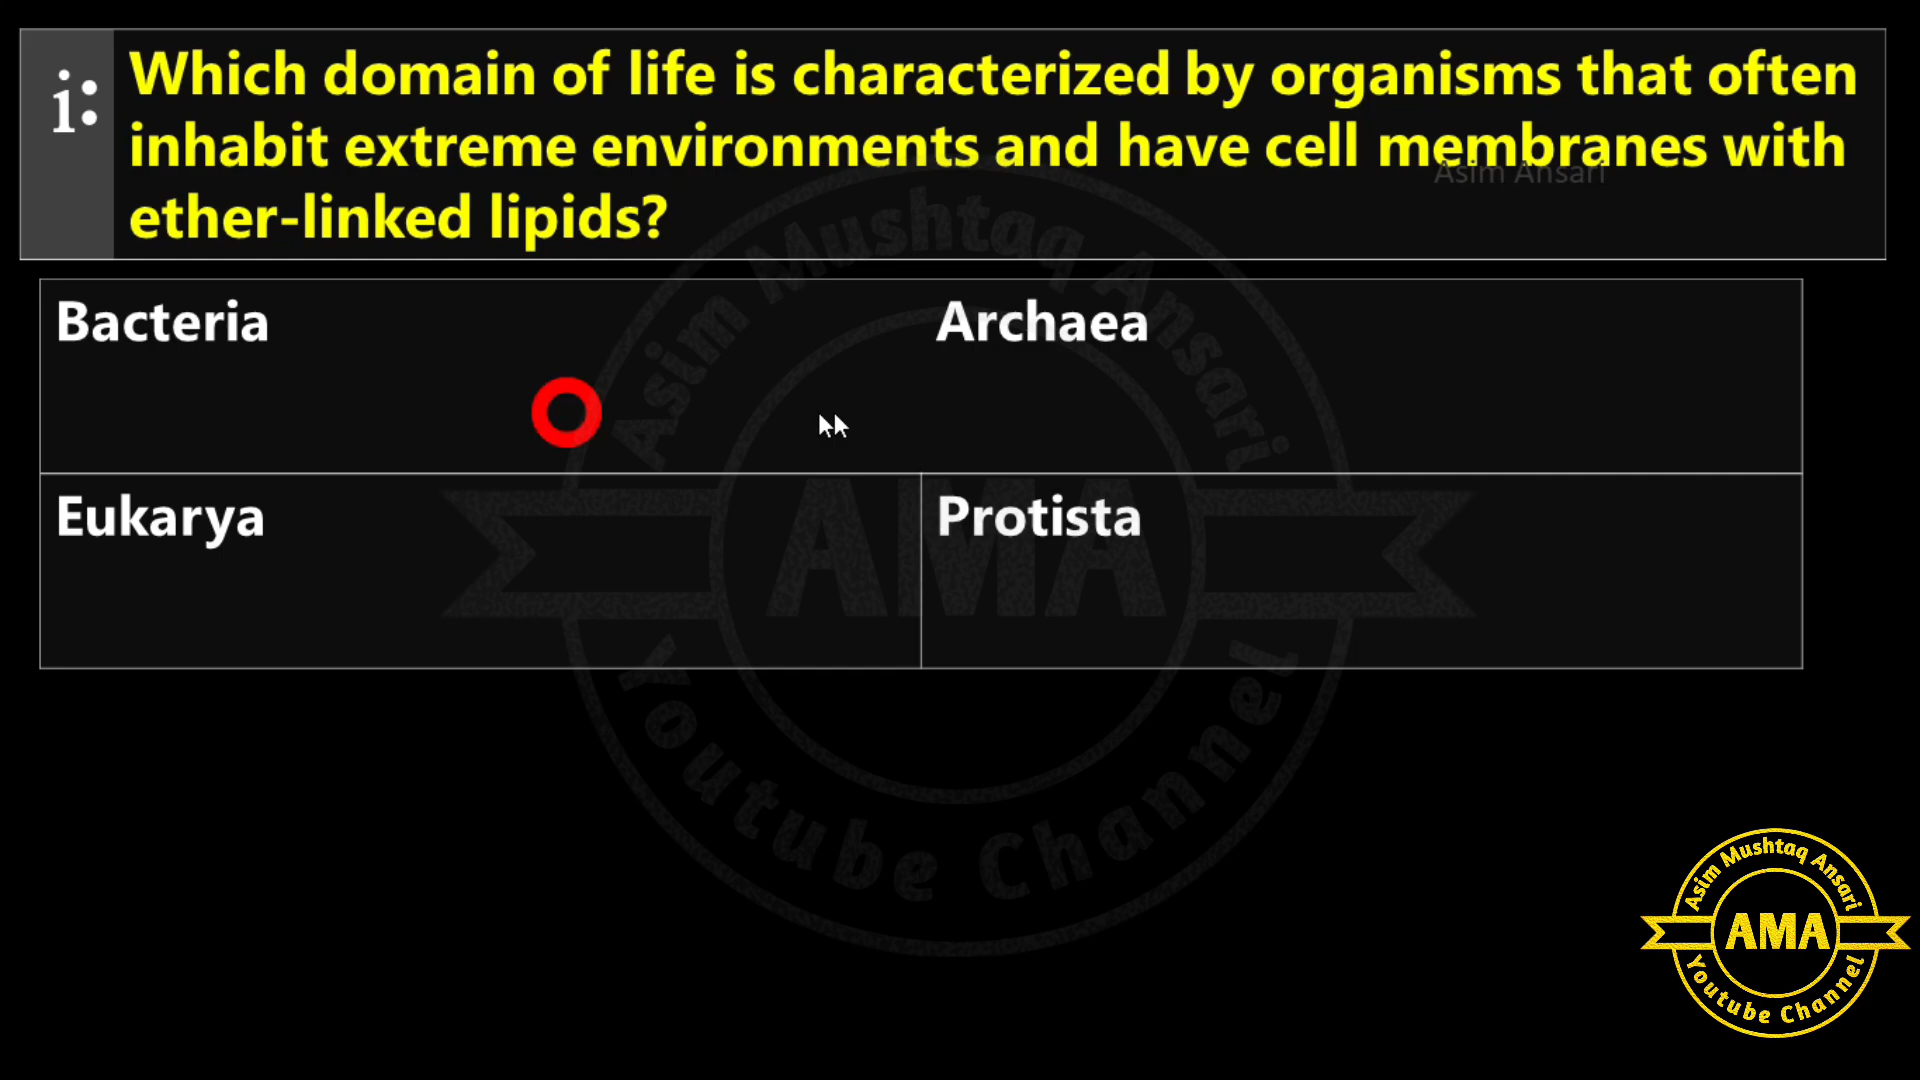 i:
Which domain of life is characterized by organisms that often
inhabit extreme environments and have cell membranes with
ether-linked lipids?
Asim Ansari
Bacteria
Archaea
Eukarya
Protista
Asim Mushtaq Ansari
AMA
Youtube Channel
Asim Mushtaq Ansari
AMA
Youtube Channel